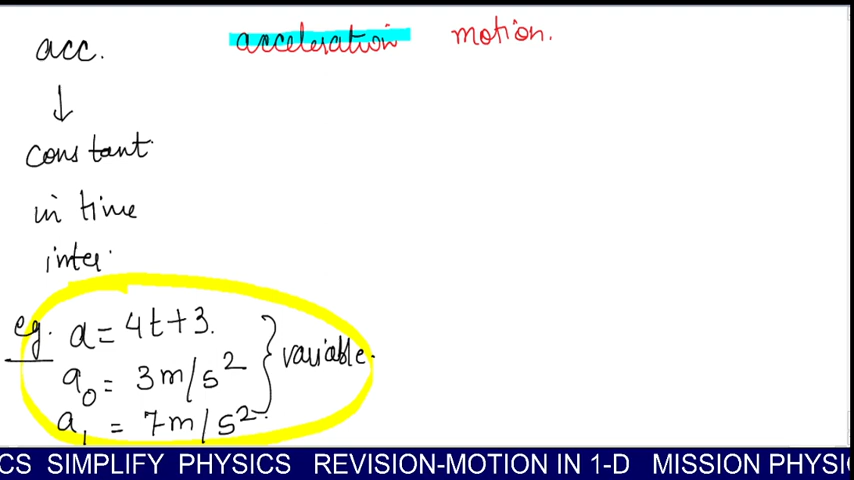 acc. acceleration motion.
↓
constant
in time
inter.
eg. a = 4t + 3.
a₀ = 3m/s² } variable.
a₁ = 7m/s²
CS SIMPLIFY PHYSICS REVISION-MOTION IN 1-D MISSION PHYSIC